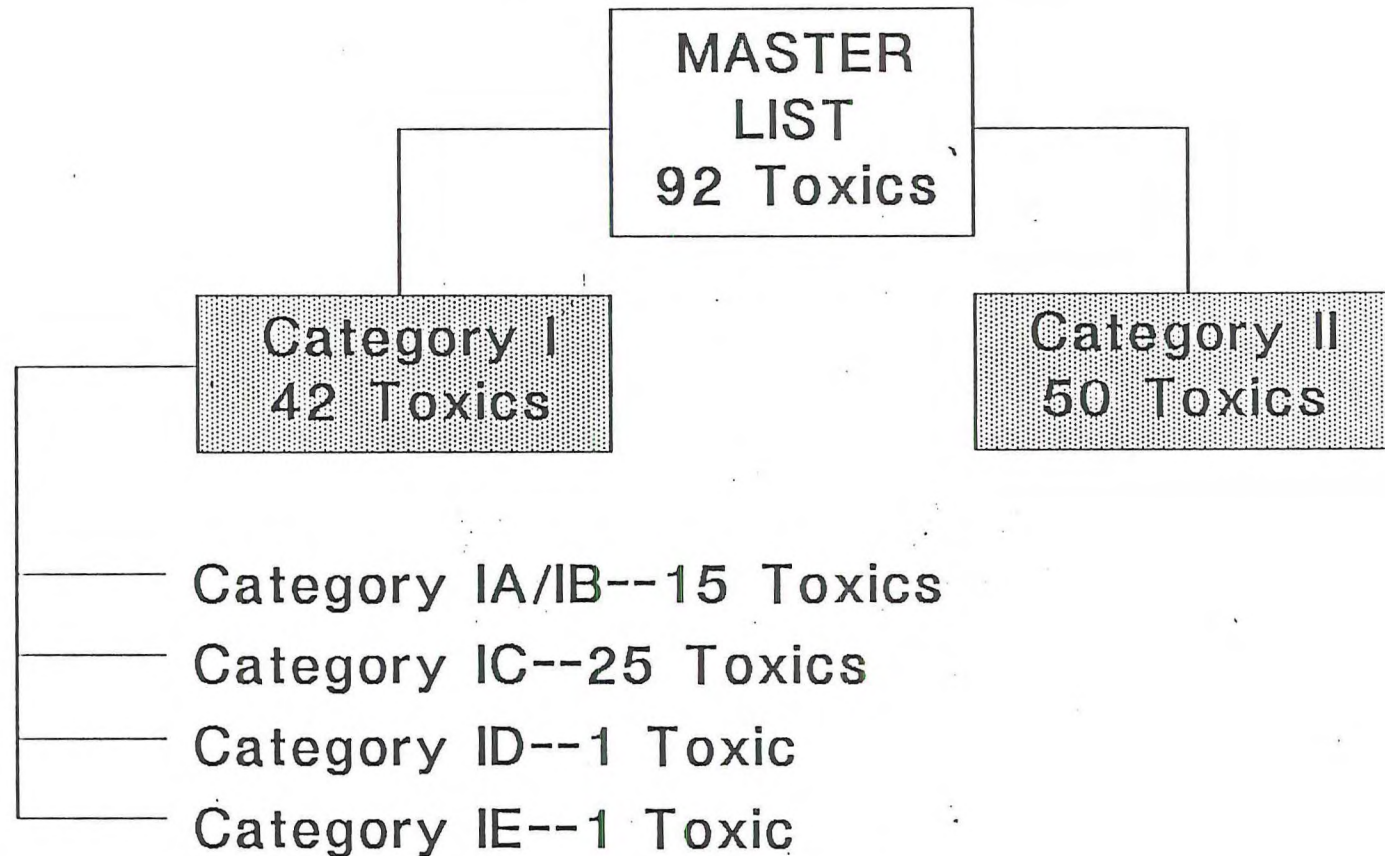 MASTER
LIST
92 Toxics
Category I
42 Toxics
Category II
50 Toxics
Category IA/IB--15 Toxics
Category IC--25 Toxics
Category ID--1 Toxic
Category IE--1 Toxic